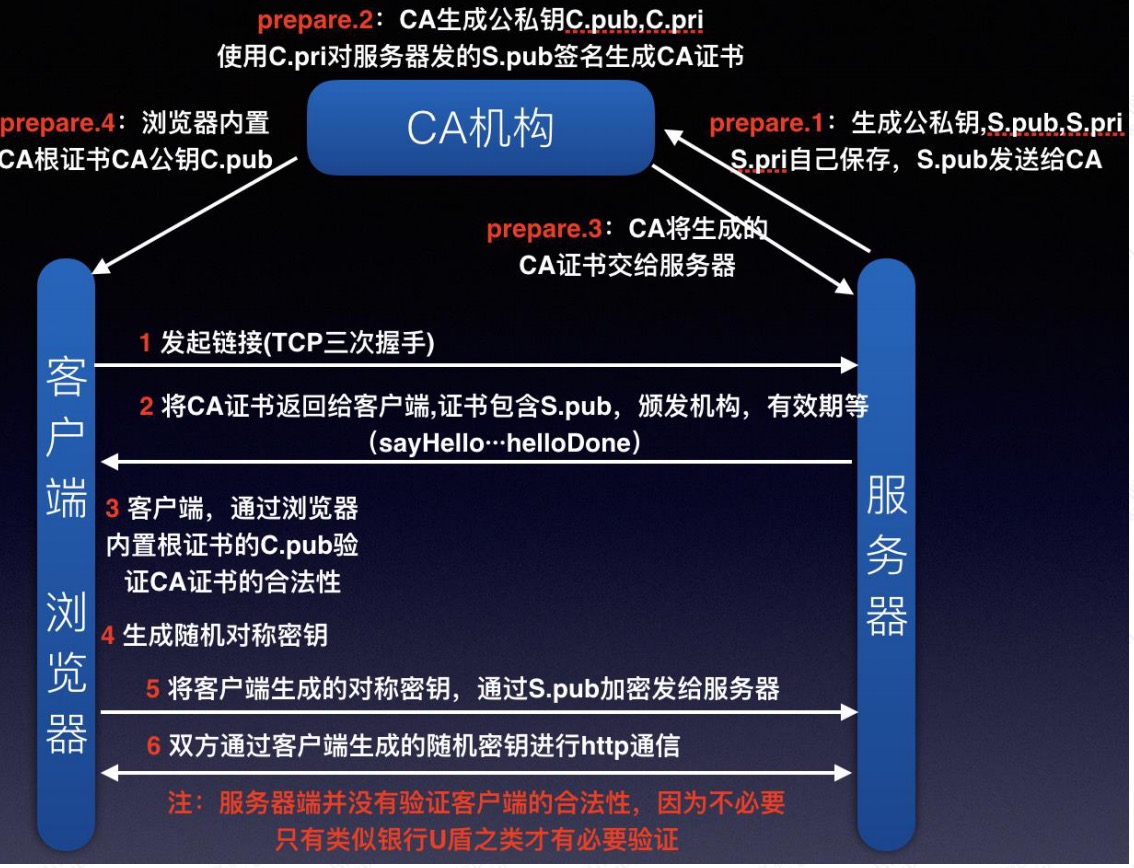 prepare.2：CA生成公私钥C.pub,C.pri
使用C.pri对服务器发的S.pub签名生成CA证书
CA机构
prepare.4：浏览器内置
CA根证书CA公钥C.pub
prepare.1：生成公私钥,S.pub,S.pri
S.pri自己保存，S.pub发送给CA
prepare.3：CA将生成的
CA证书交给服务器
客户端 浏览器
服务器
1 发起链接(TCP三次握手)
2 将CA证书返回给客户端,证书包含S.pub，颁发机构，有效期等
（sayHello…helloDone）
3 客户端，通过浏览器
内置根证书的C.pub验
证CA证书的合法性
4 生成随机对称密钥
5 将客户端生成的对称密钥，通过S.pub加密发给服务器
6 双方通过客户端生成的随机密钥进行http通信
注：服务器端并没有验证客户端的合法性，因为不必要
只有类似银行U盾之类才有必要验证